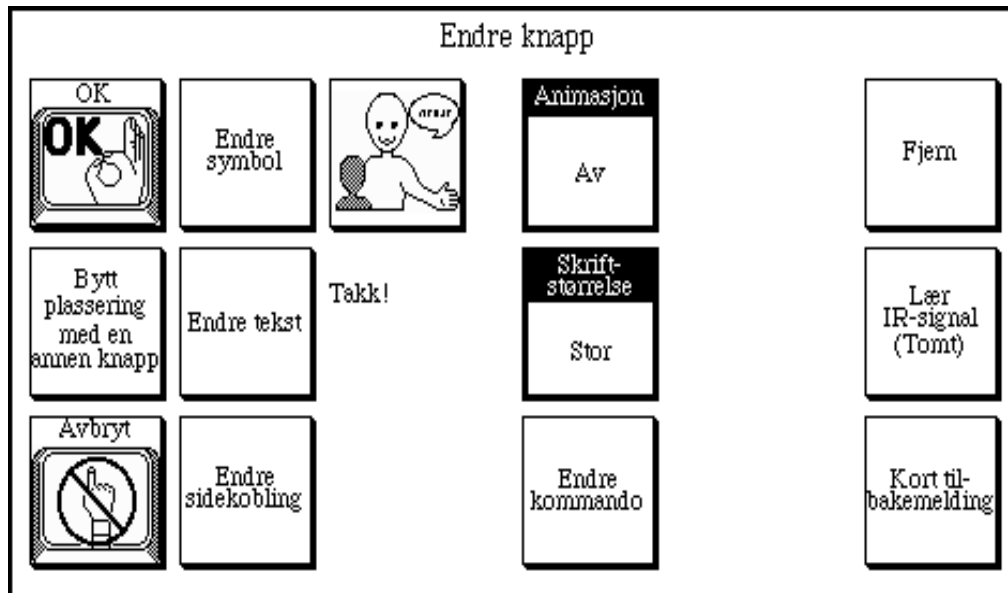 Endre knapp
OK
OK
Endre
symbol
Animasjon
Av
Fjern
Bytt
plassering
med en
annen knapp
Endre tekst
Takk!
Skrift-
størrelse
Stor
Lær
IR-signal
(Tomt)
Avbryt
Endre
sidekobling
Endre
kommando
Kort til-
bakemelding